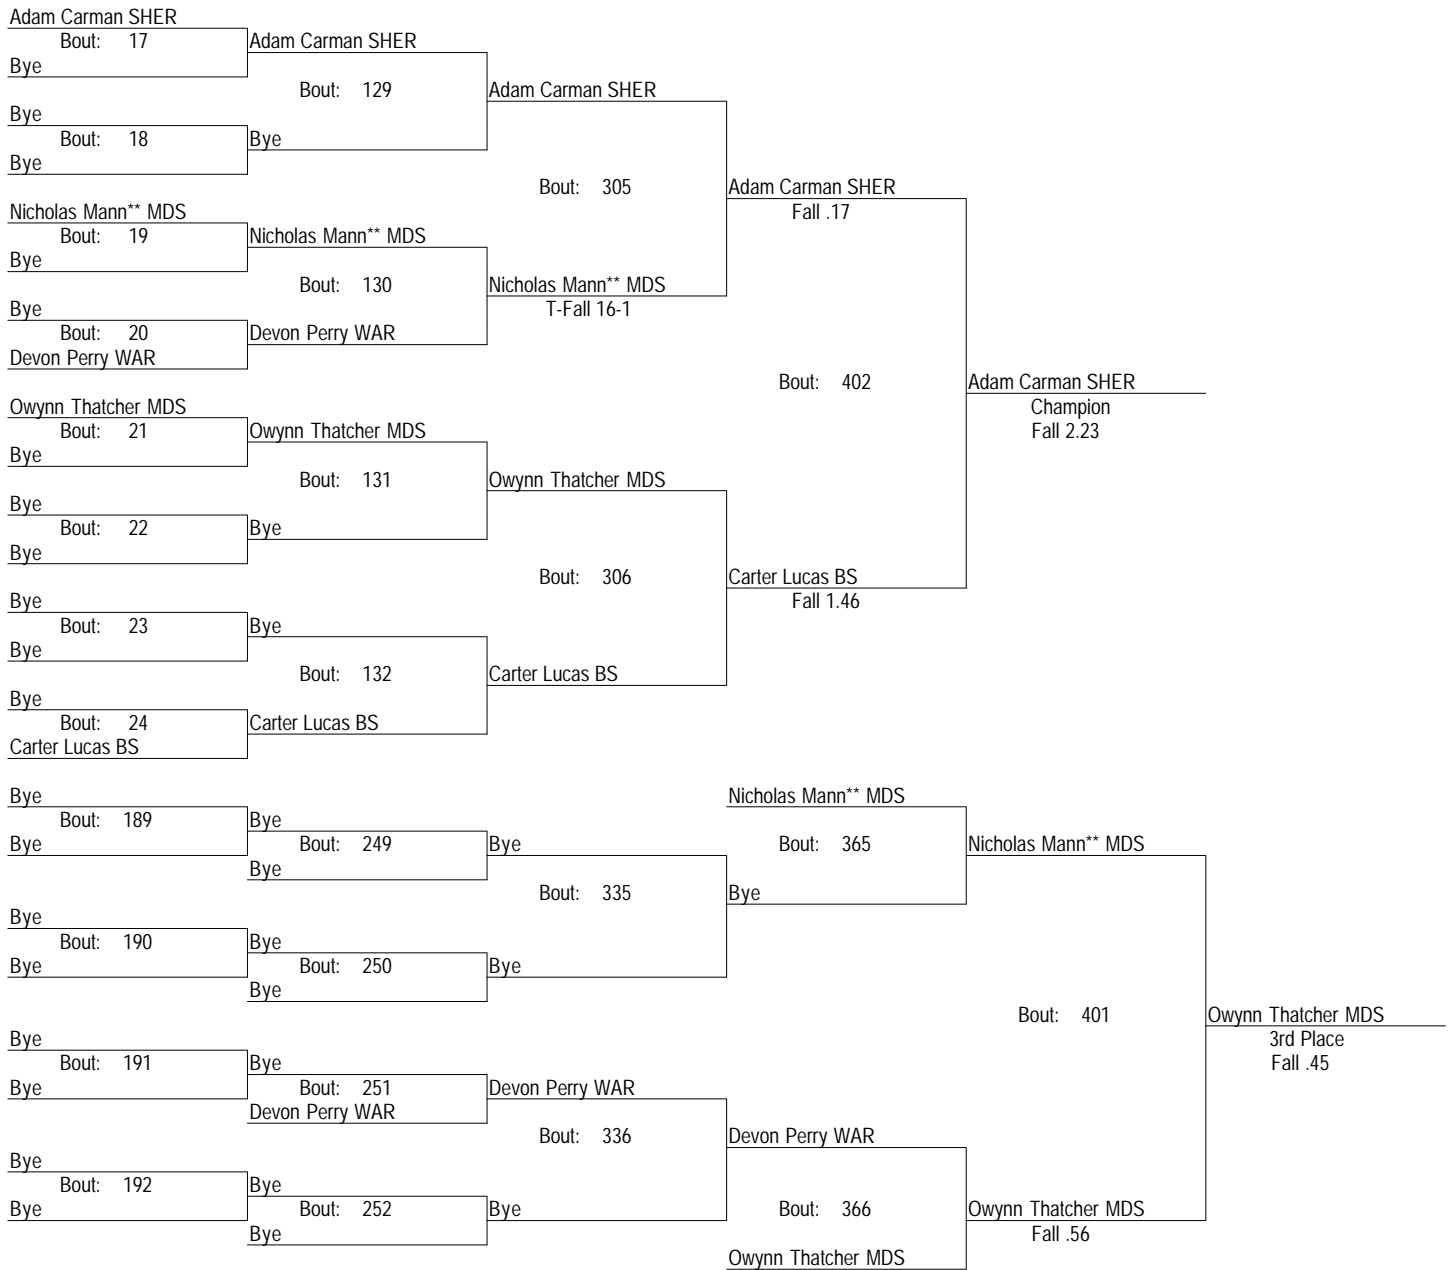 Adam Carman SHER
Bout: 17
Adam Carman SHER
Bye
Bout: 129
Adam Carman SHER
Bye
Bout: 18
Bye
Bye
Bout: 305
Adam Carman SHER
Fall .17
Nicholas Mann** MDS
Bout: 19
Nicholas Mann** MDS
Bye
Bout: 130
Nicholas Mann** MDS
T-Fall 16-1
Bye
Bout: 20
Devon Perry WAR
Devon Perry WAR
Bout: 402
Adam Carman SHER
Champion
Fall 2.23
Owynn Thatcher MDS
Bout: 21
Owynn Thatcher MDS
Bye
Bout: 131
Owynn Thatcher MDS
Bye
Bout: 22
Bye
Bye
Bout: 306
Carter Lucas BS
Fall 1.46
Bye
Bout: 23
Bye
Bye
Bout: 132
Carter Lucas BS
Bye
Bout: 24
Carter Lucas BS
Carter Lucas BS
Bye
Nicholas Mann** MDS
Bout: 189
Bye
Bye
Bout: 249
Bye
Bout: 365
Nicholas Mann** MDS
Bye
Bout: 335
Bye
Bye
Bout: 190
Bye
Bye
Bout: 250
Bye
Bye
Bout: 401
Owynn Thatcher MDS
3rd Place
Fall .45
Bye
Bout: 191
Bye
Bye
Bout: 251
Devon Perry WAR
Devon Perry WAR
Bout: 336
Devon Perry WAR
Bye
Bout: 192
Bye
Bye
Bout: 252
Bye
Bout: 366
Owynn Thatcher MDS
Fall .56
Bye
Owynn Thatcher MDS